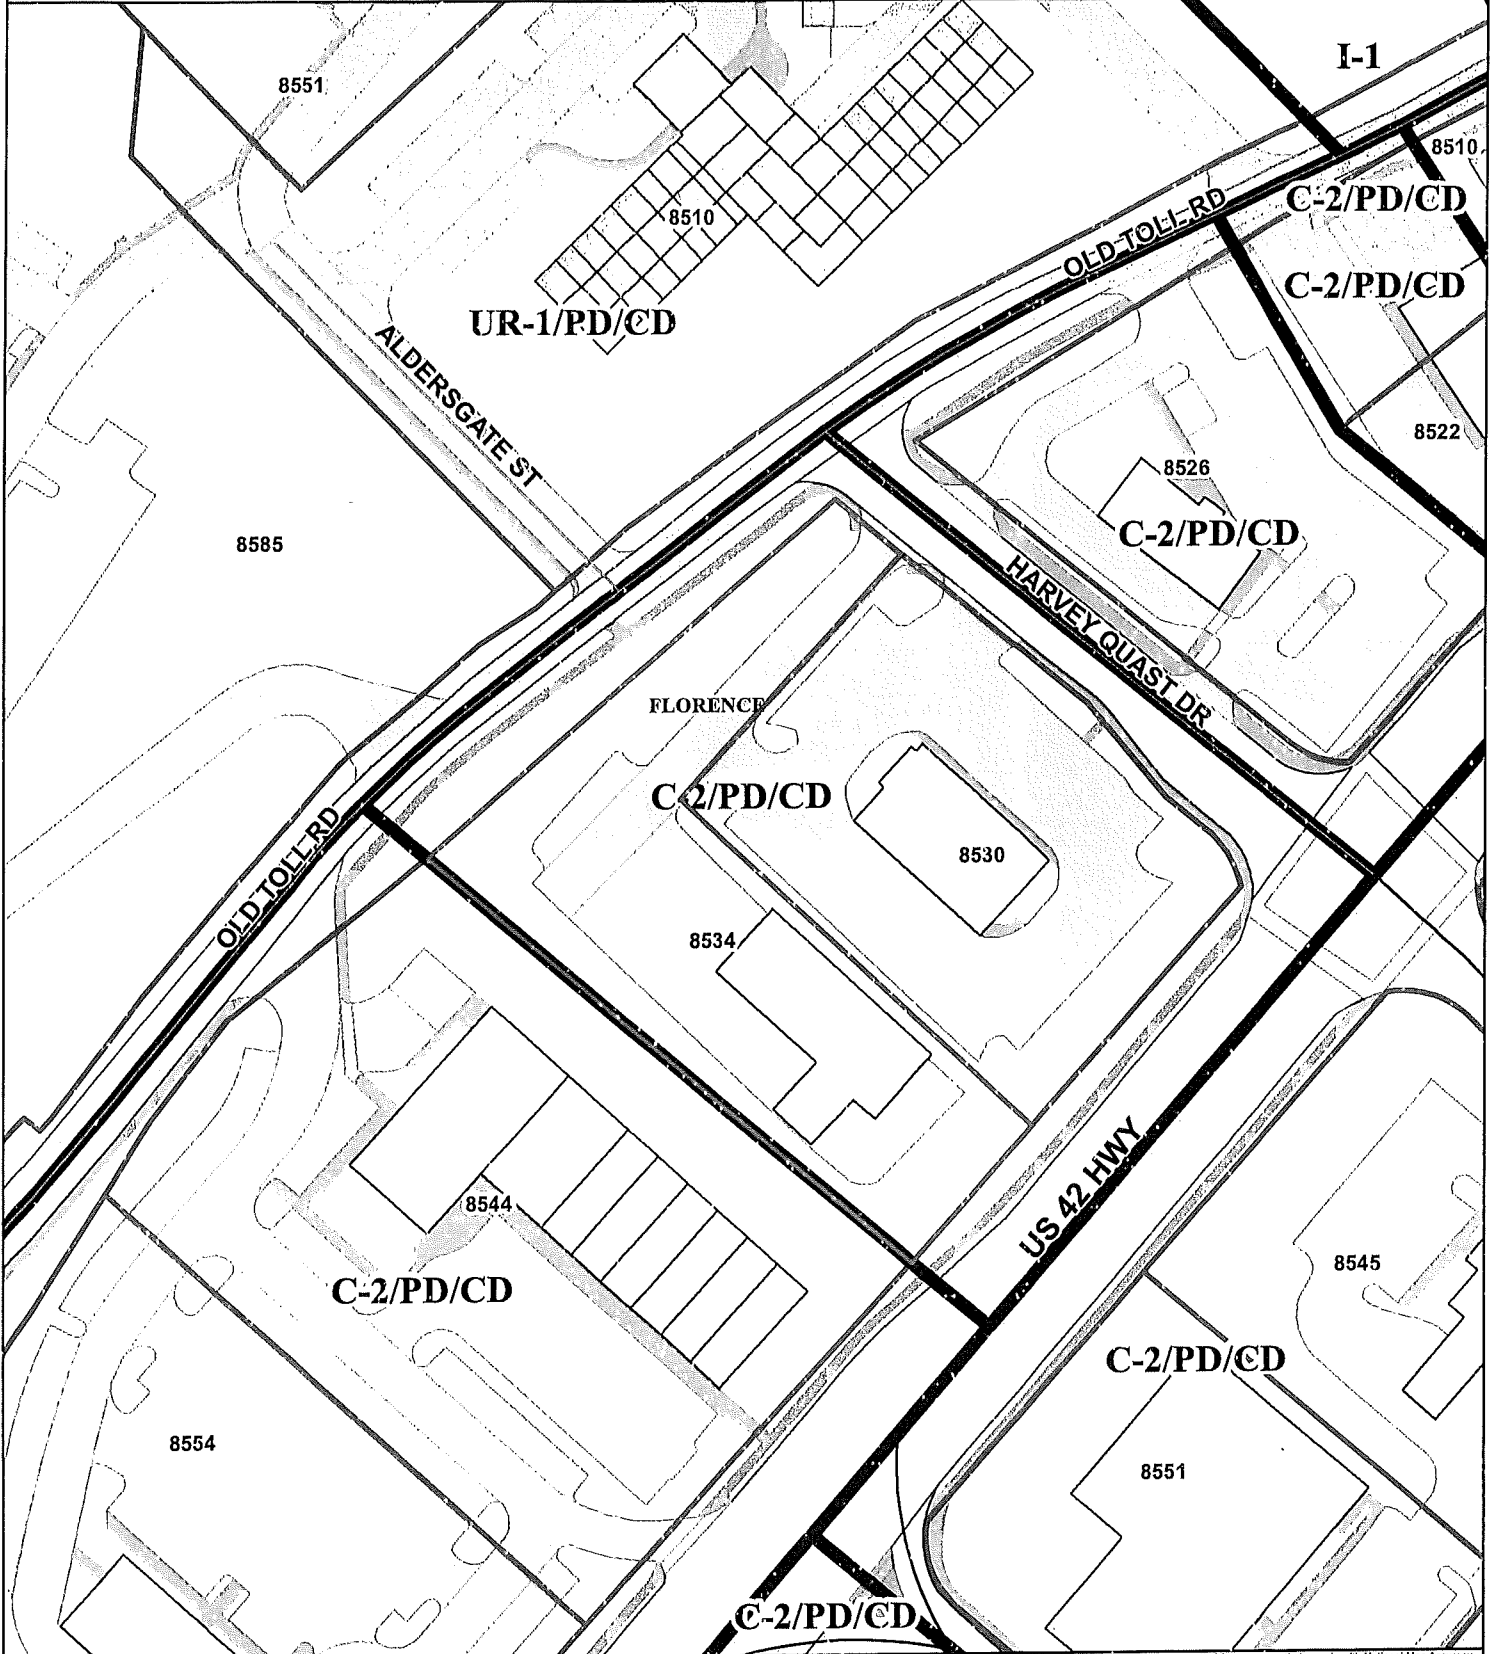 I-1
8551
8510
C-2/PD/CD
8510
OLD TOLL RD
C-2/PD/CD
UR-1/PD/CD
ALDERSGATE ST
8522
8526
C-2/PD/CD
8585
HARVEY QUAST DR
FLORENCE
C-2/PD/CD
8530
OLD TOLL RD
8534
US 42 HWY
8544
8545
C-2/PD/CD
C-2/PD/CD
8554
8551
C-2/PD/CD